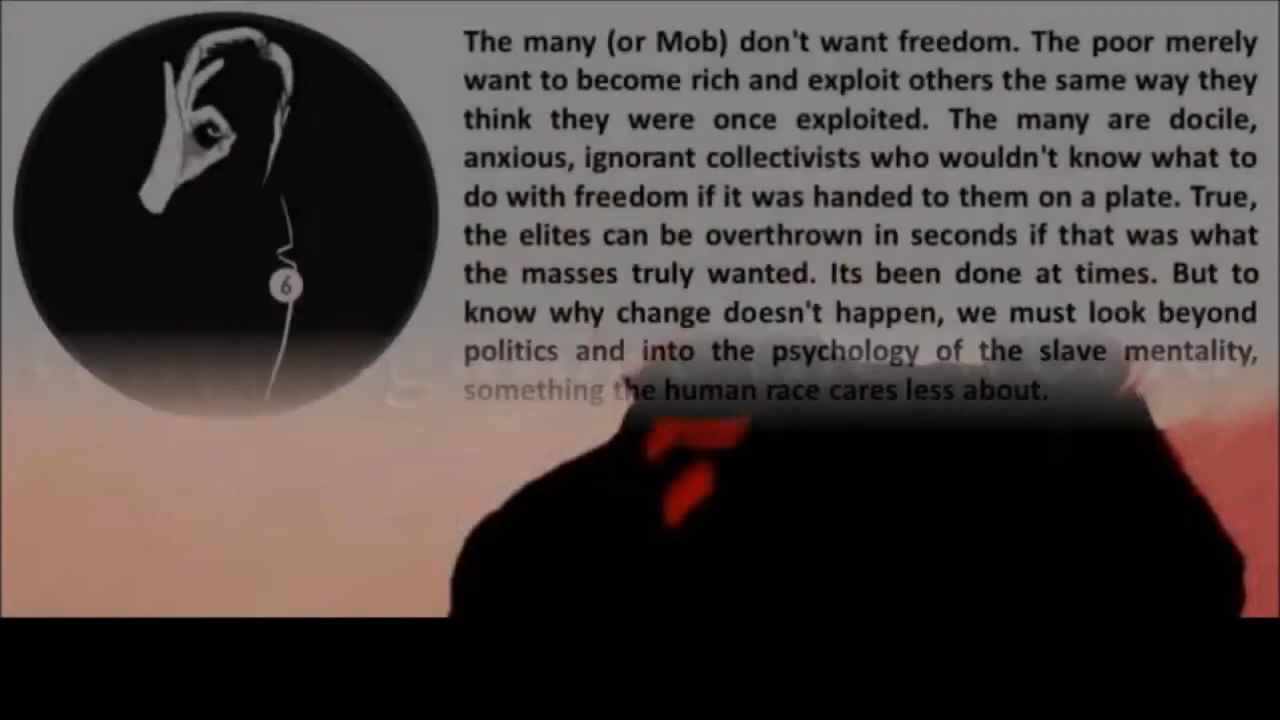 The many (or Mob) don't want freedom. The poor merely
want to become rich and exploit others the same way they
think they were once exploited. The many are docile,
anxious, ignorant collectivists who wouldn't know what to
do with freedom if it was handed to them on a plate. True,
the elites can be overthrown in seconds if that was what
the masses truly wanted. Its been done at times. But to
know why change doesn't happen, we must look beyond
politics and into the psychology of the slave mentality,
something the human race cares less about.
6